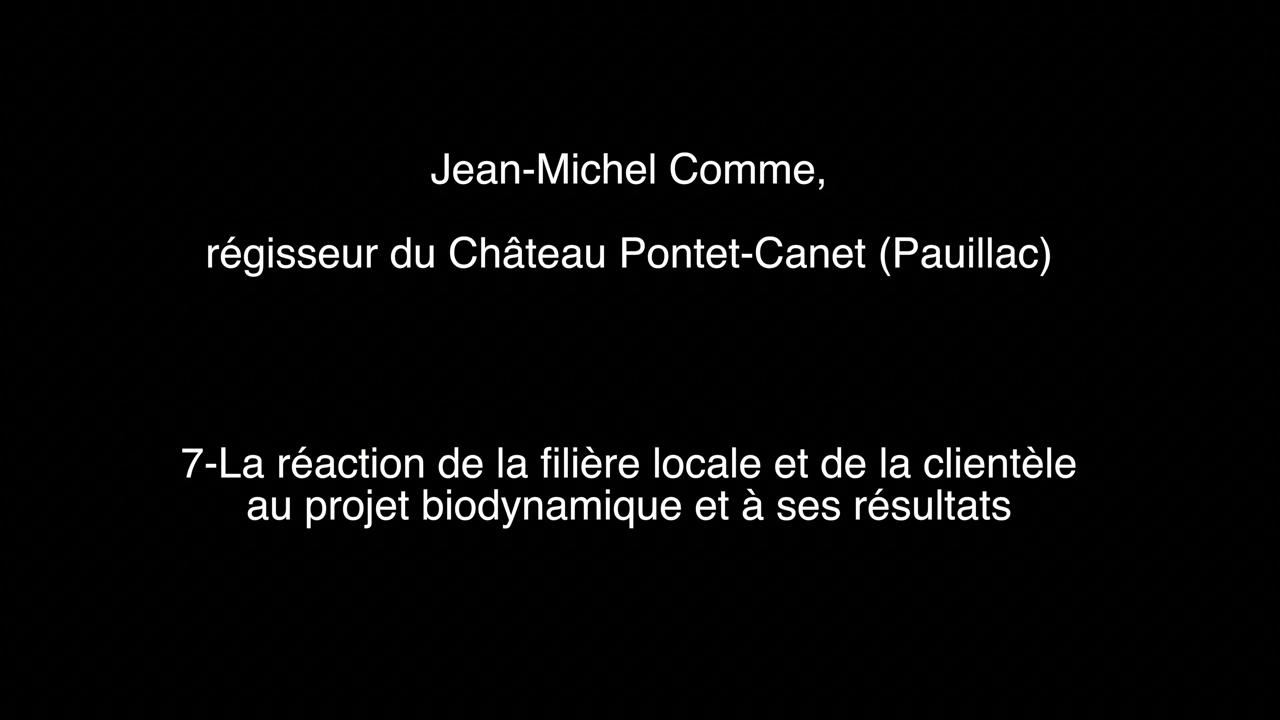 Jean-Michel Comme,
régisseur du Château Pontet-Canet (Pauillac)
7-La réaction de la filière locale et de la clientèle
au projet biodynamique et à ses résultats